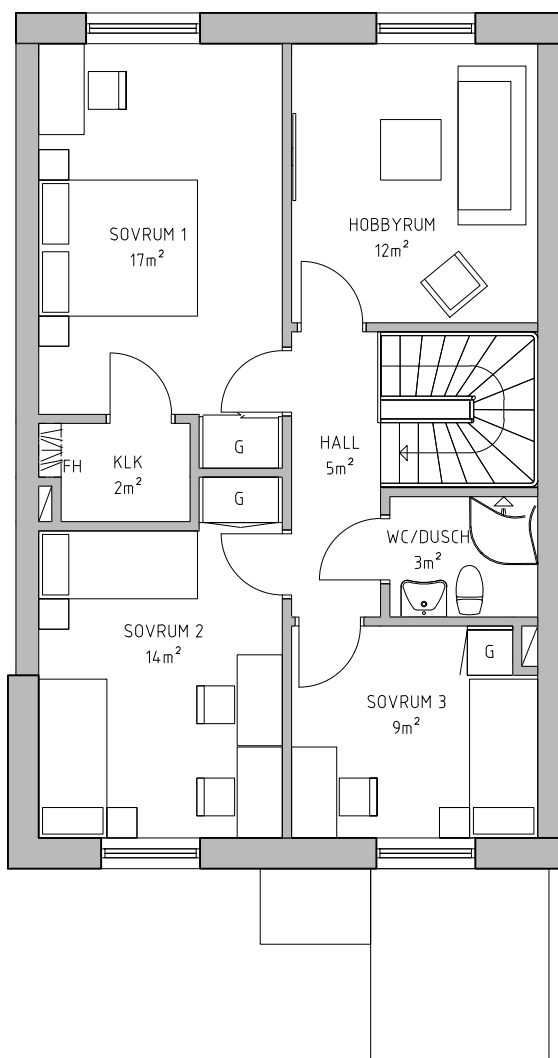 SOVRUM 1
17m²
HOBBYRUM
12m²
FH
KLK
2m²
G
HALL
5m²
G
WC/DUSCH
3m²
SOVRUM 2
14m²
G
SOVRUM 3
9m²